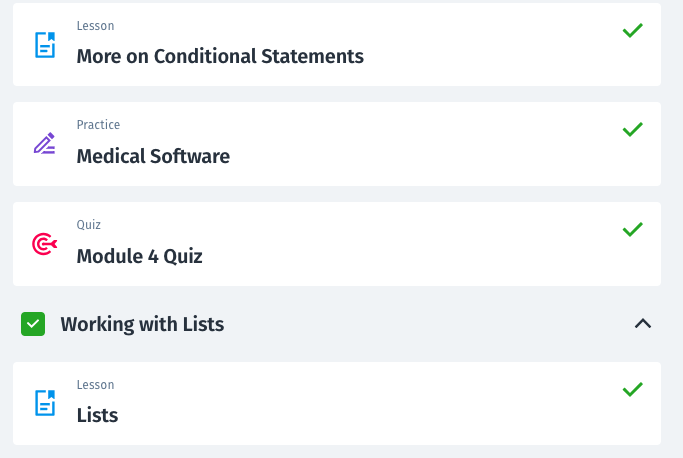 Lesson
More on Conditional Statements
Practice
Medical Software
Quiz
Module 4 Quiz
Working with Lists
Lesson
Lists